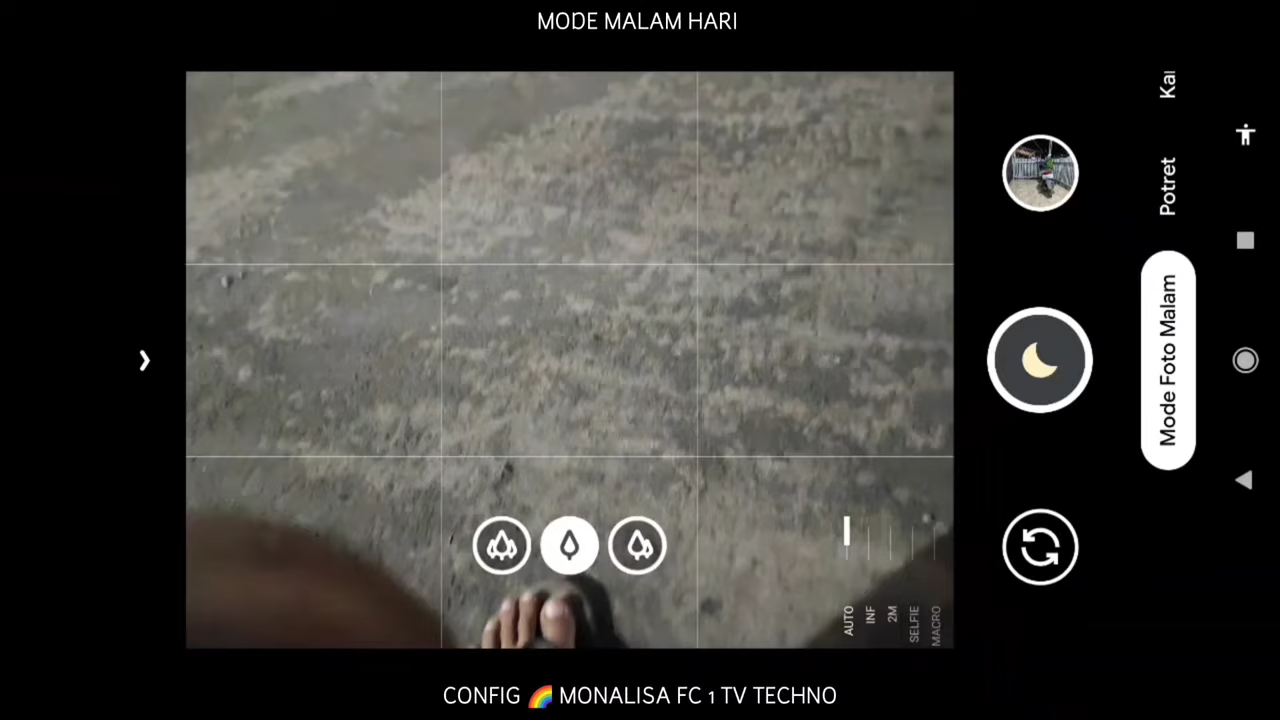 MODE MALAM HARI
Kai
Potret
Mode Foto Malam
AUTO
INF
2M
SELFIE
MACRO
CONFIG 🌈 MONALISA FC 1 TV TECHNO